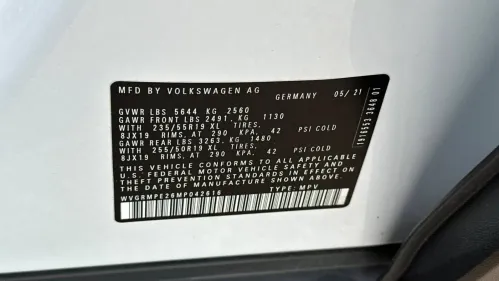 MFD BY VOLKSWAGEN AG
GERMANY 05/21
GVWR LBS 5644 KG 2560
GAWR FRONT LBS 2491, KG 1130
WITH 235/55R19 XL TIRES.
8JX19 RIMS, AT 290 KPA, 42 PSI COLD
GAWR REAR LBS 3263, KG 1480
WITH 255/50R19 XL TIRES.
8JX19 RIMS, AT 290 KPA, 42 PSI COLD
THIS VEHICLE CONFORMS TO ALL APPLICABLE
U.S. FEDERAL MOTOR VEHICLE SAFETY AND
THEFT PREVENTION STANDARDS IN EFFECT ON
THE DATE OF MANUFACTURE SHOWN ABOVE.
WVGRMPE26MP042616 TYPE: MPV